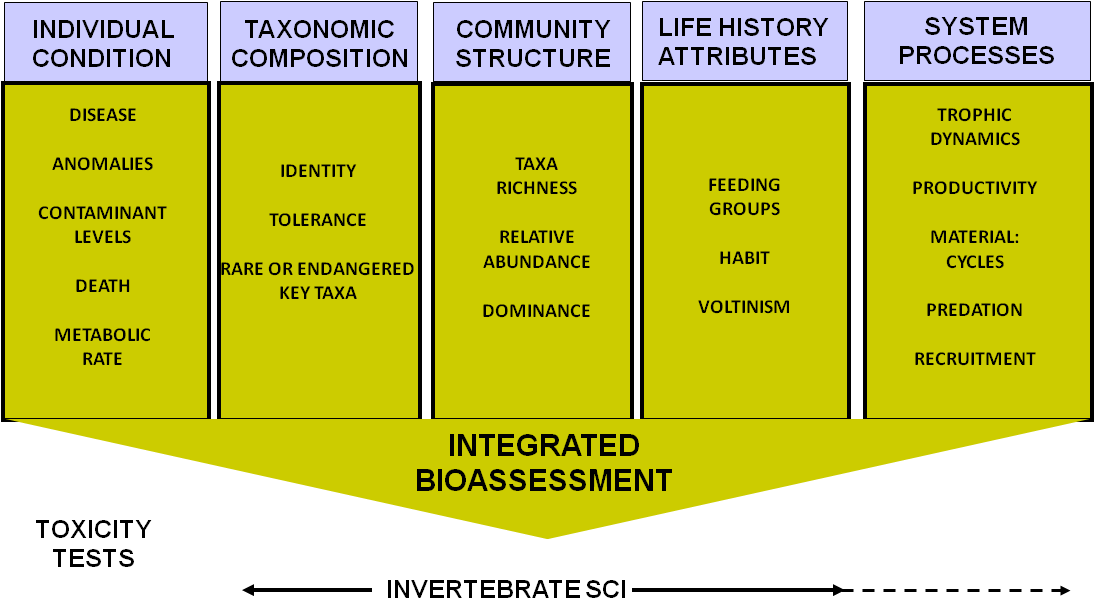 INDIVIDUAL
CONDITION
DISEASE
ANOMALIES
CONTAMINANT
LEVELS
DEATH
METABOLIC
RATE
TAXONOMIC
COMPOSITION
IDENTITY
TOLERANCE
RARE OR ENDANGERED
KEY TAXA
COMMUNITY
STRUCTURE
TAXA
RICHNESS
RELATIVE
ABUNDANCE
DOMINANCE
LIFE HISTORY
ATTRIBUTES
FEEDING
GROUPS
HABIT
VOLTINISM
SYSTEM
PROCESSES
TROPHIC
DYNAMICS
PRODUCTIVITY
MATERIAL:
CYCLES
PREDATION
RECRUITMENT
INTEGRATED
BIOASSESSMENT
TOXICITY
TESTS
INVERTEBRATE SCI